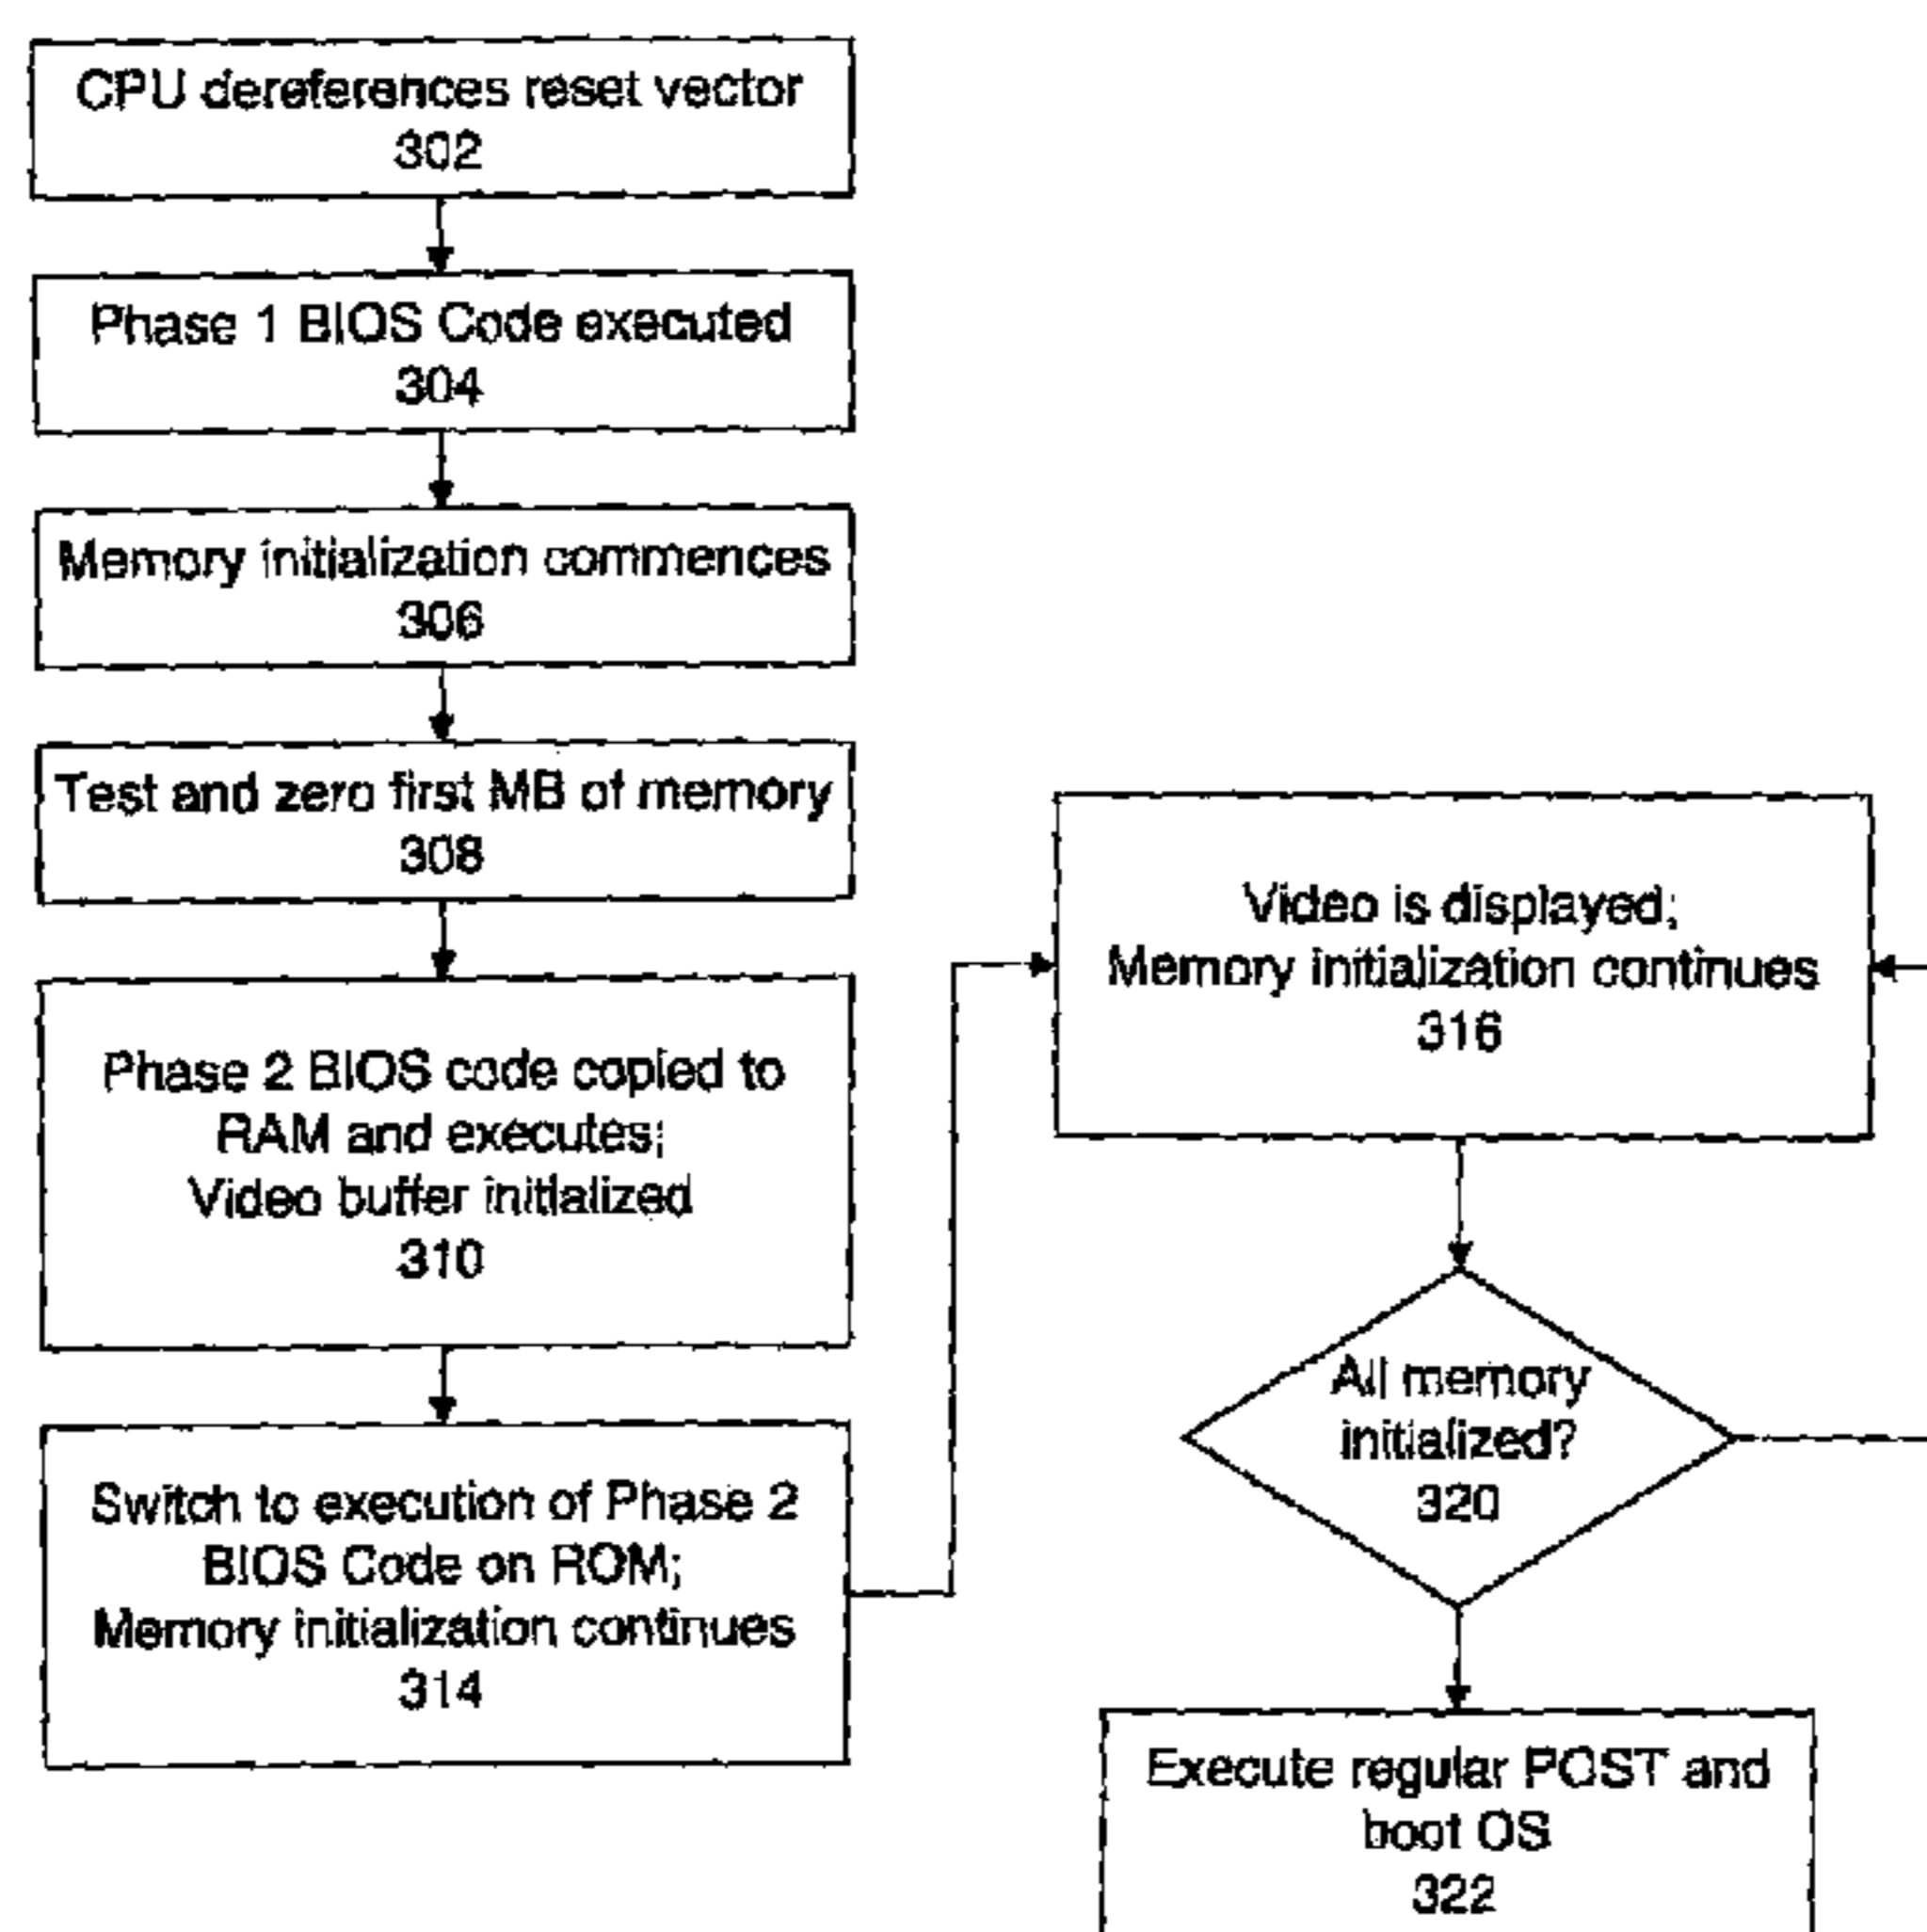 CPU dereferences reset vector
302
Phase 1 BIOS Code executed
304
Memory initialization commences
306
Test and zero first MB of memory
308
Phase 2 BIOS code copied to
RAM and executes;
Video buffer initialized
310
Switch to execution of Phase 2
BIOS Code on ROM;
Memory initialization continues
314
Video is displayed;
Memory initialization continues
316
All memory
initialized?
320
Execute regular POST and
boot OS
322